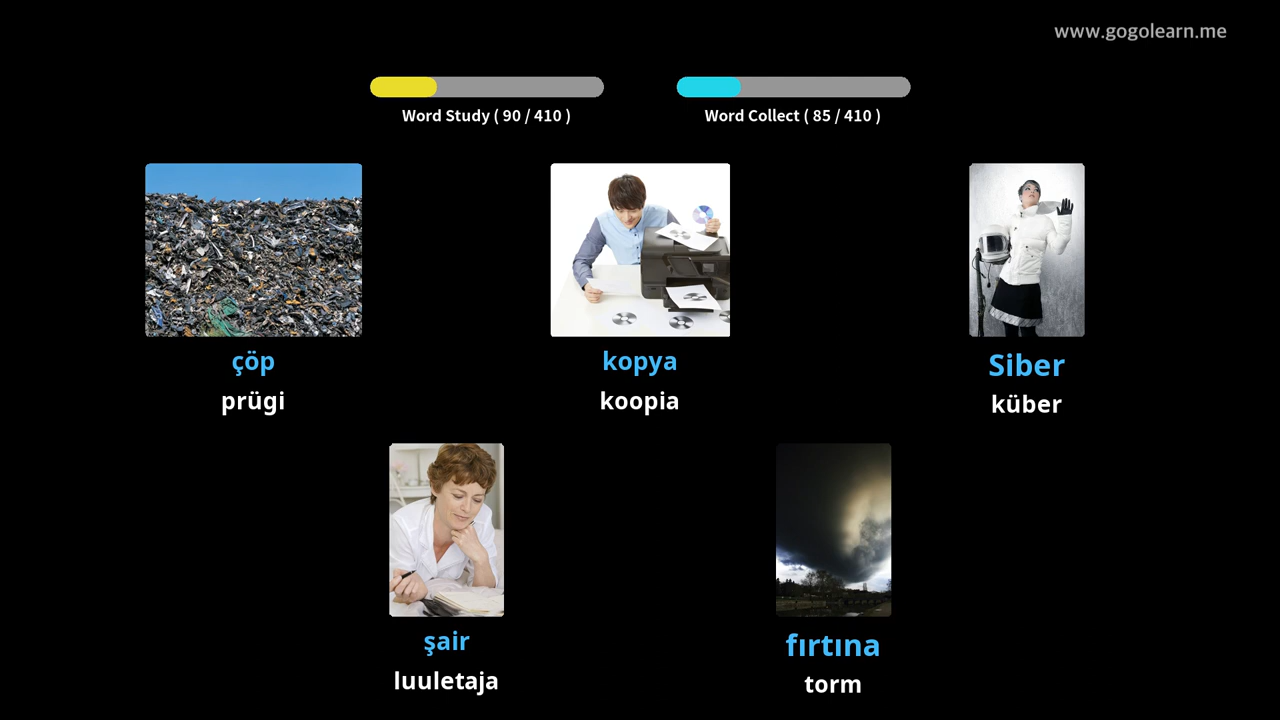 www.gogolearn.me
Word Study ( 90 / 410 )
Word Collect ( 85 / 410 )
çöp
prügi
kopya
koopia
Siber
küber
şair
luuletaja
fırtına
torm